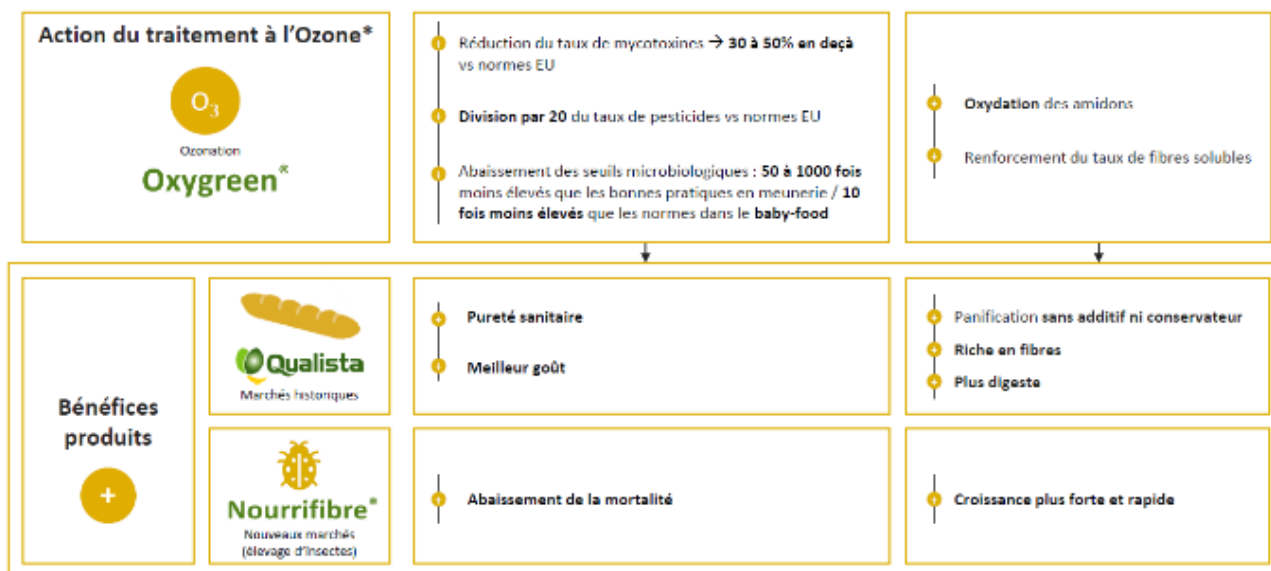 Action du traitement à l'Ozone*
O3
Ozonation
Oxygreen®
Réduction du taux de mycotoxines → 30 à 50% en deçà
vs normes EU
Division par 20 du taux de pesticides vs normes EU
Abaissement des seuils microbiologiques : 50 à 1000 fois
moins élevés que les bonnes pratiques en meunerie / 10
fois moins élevés que les normes dans le baby-food
Oxydation des amidons
Renforcement du taux de fibres solubles
Bénéfices
produits
+
Qualista
Marchés historiques
Pureté sanitaire
Meilleur goût
Panification sans additif ni conservateur
Riche en fibres
Plus digeste
Nourrifibre®
Nouveaux marchés
(élevage d'insectes)
Abaissement de la mortalité
Croissance plus forte et rapide